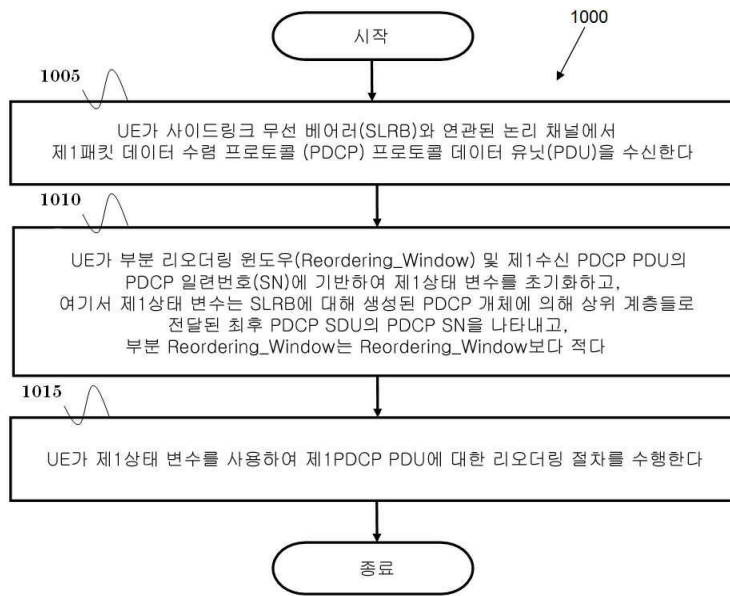 시작
1000
1005
UE가 사이드링크 무선 베어러(SLRB)와 연관된 논리 채널에서
제1패킷 데이터 수렴 프로토콜 (PDCP) 프로토콜 데이터 유닛(PDU)을 수신한다
1010
UE가 부분 리오더링 윈도우(Reordering_Window) 및 제1수신 PDCP PDU의
PDCP 일련번호(SN)에 기반하여 제1상태 변수를 초기화하고,
여기서 제1상태 변수는 SLRB에 대해 생성된 PDCP 개체에 의해 상위 계층들로
전달된 최후 PDCP SDU의 PDCP SN을 나타내고,
부분 Reordering_Window는 Reordering_Window보다 적다
1015
UE가 제1상태 변수를 사용하여 제1PDCP PDU에 대한 리오더링 절차를 수행한다
종료